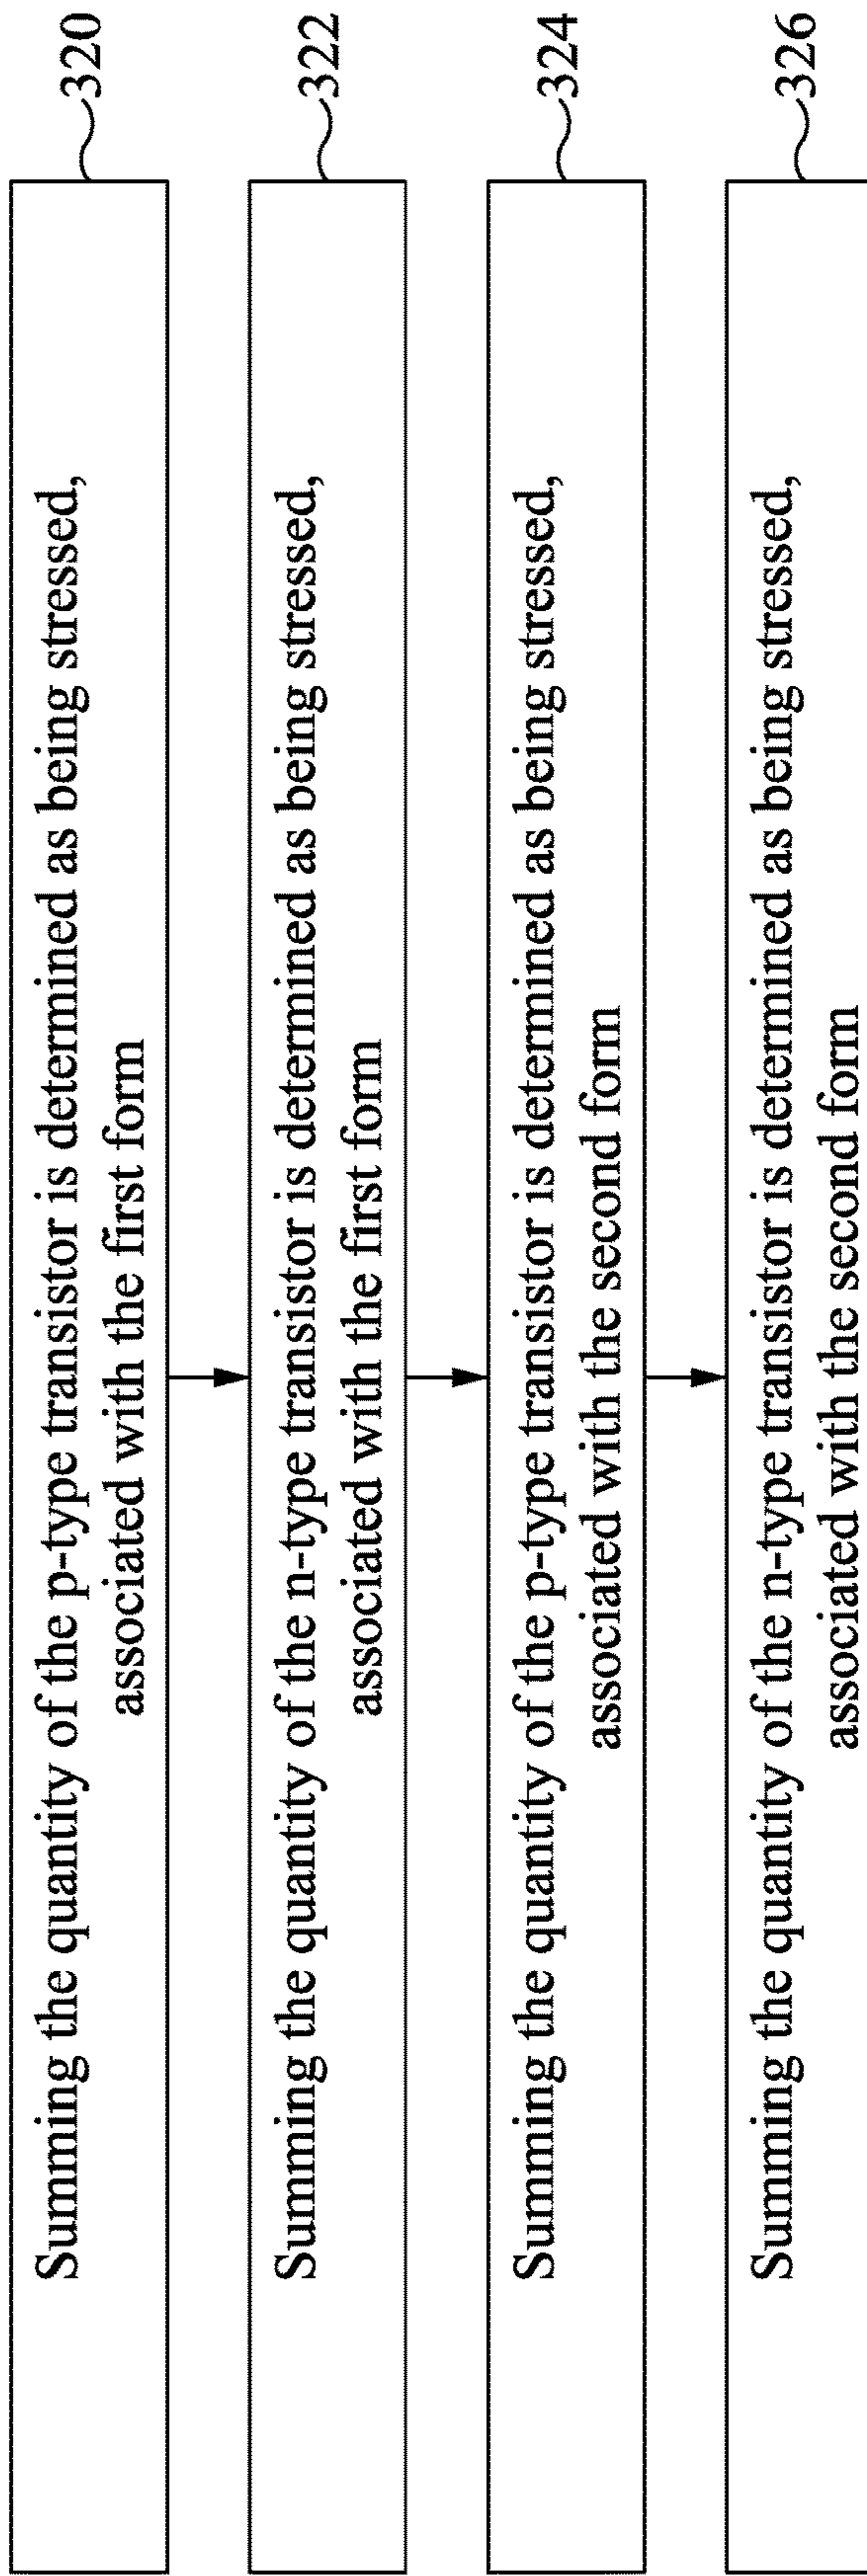 Summing the quantity of the p-type transistor is determined as being stressed,
associated with the first form
320
Summing the quantity of the n-type transistor is determined as being stressed,
associated with the first form
322
Summing the quantity of the p-type transistor is determined as being stressed,
associated with the second form
324
Summing the quantity of the n-type transistor is determined as being stressed,
associated with the second form
326